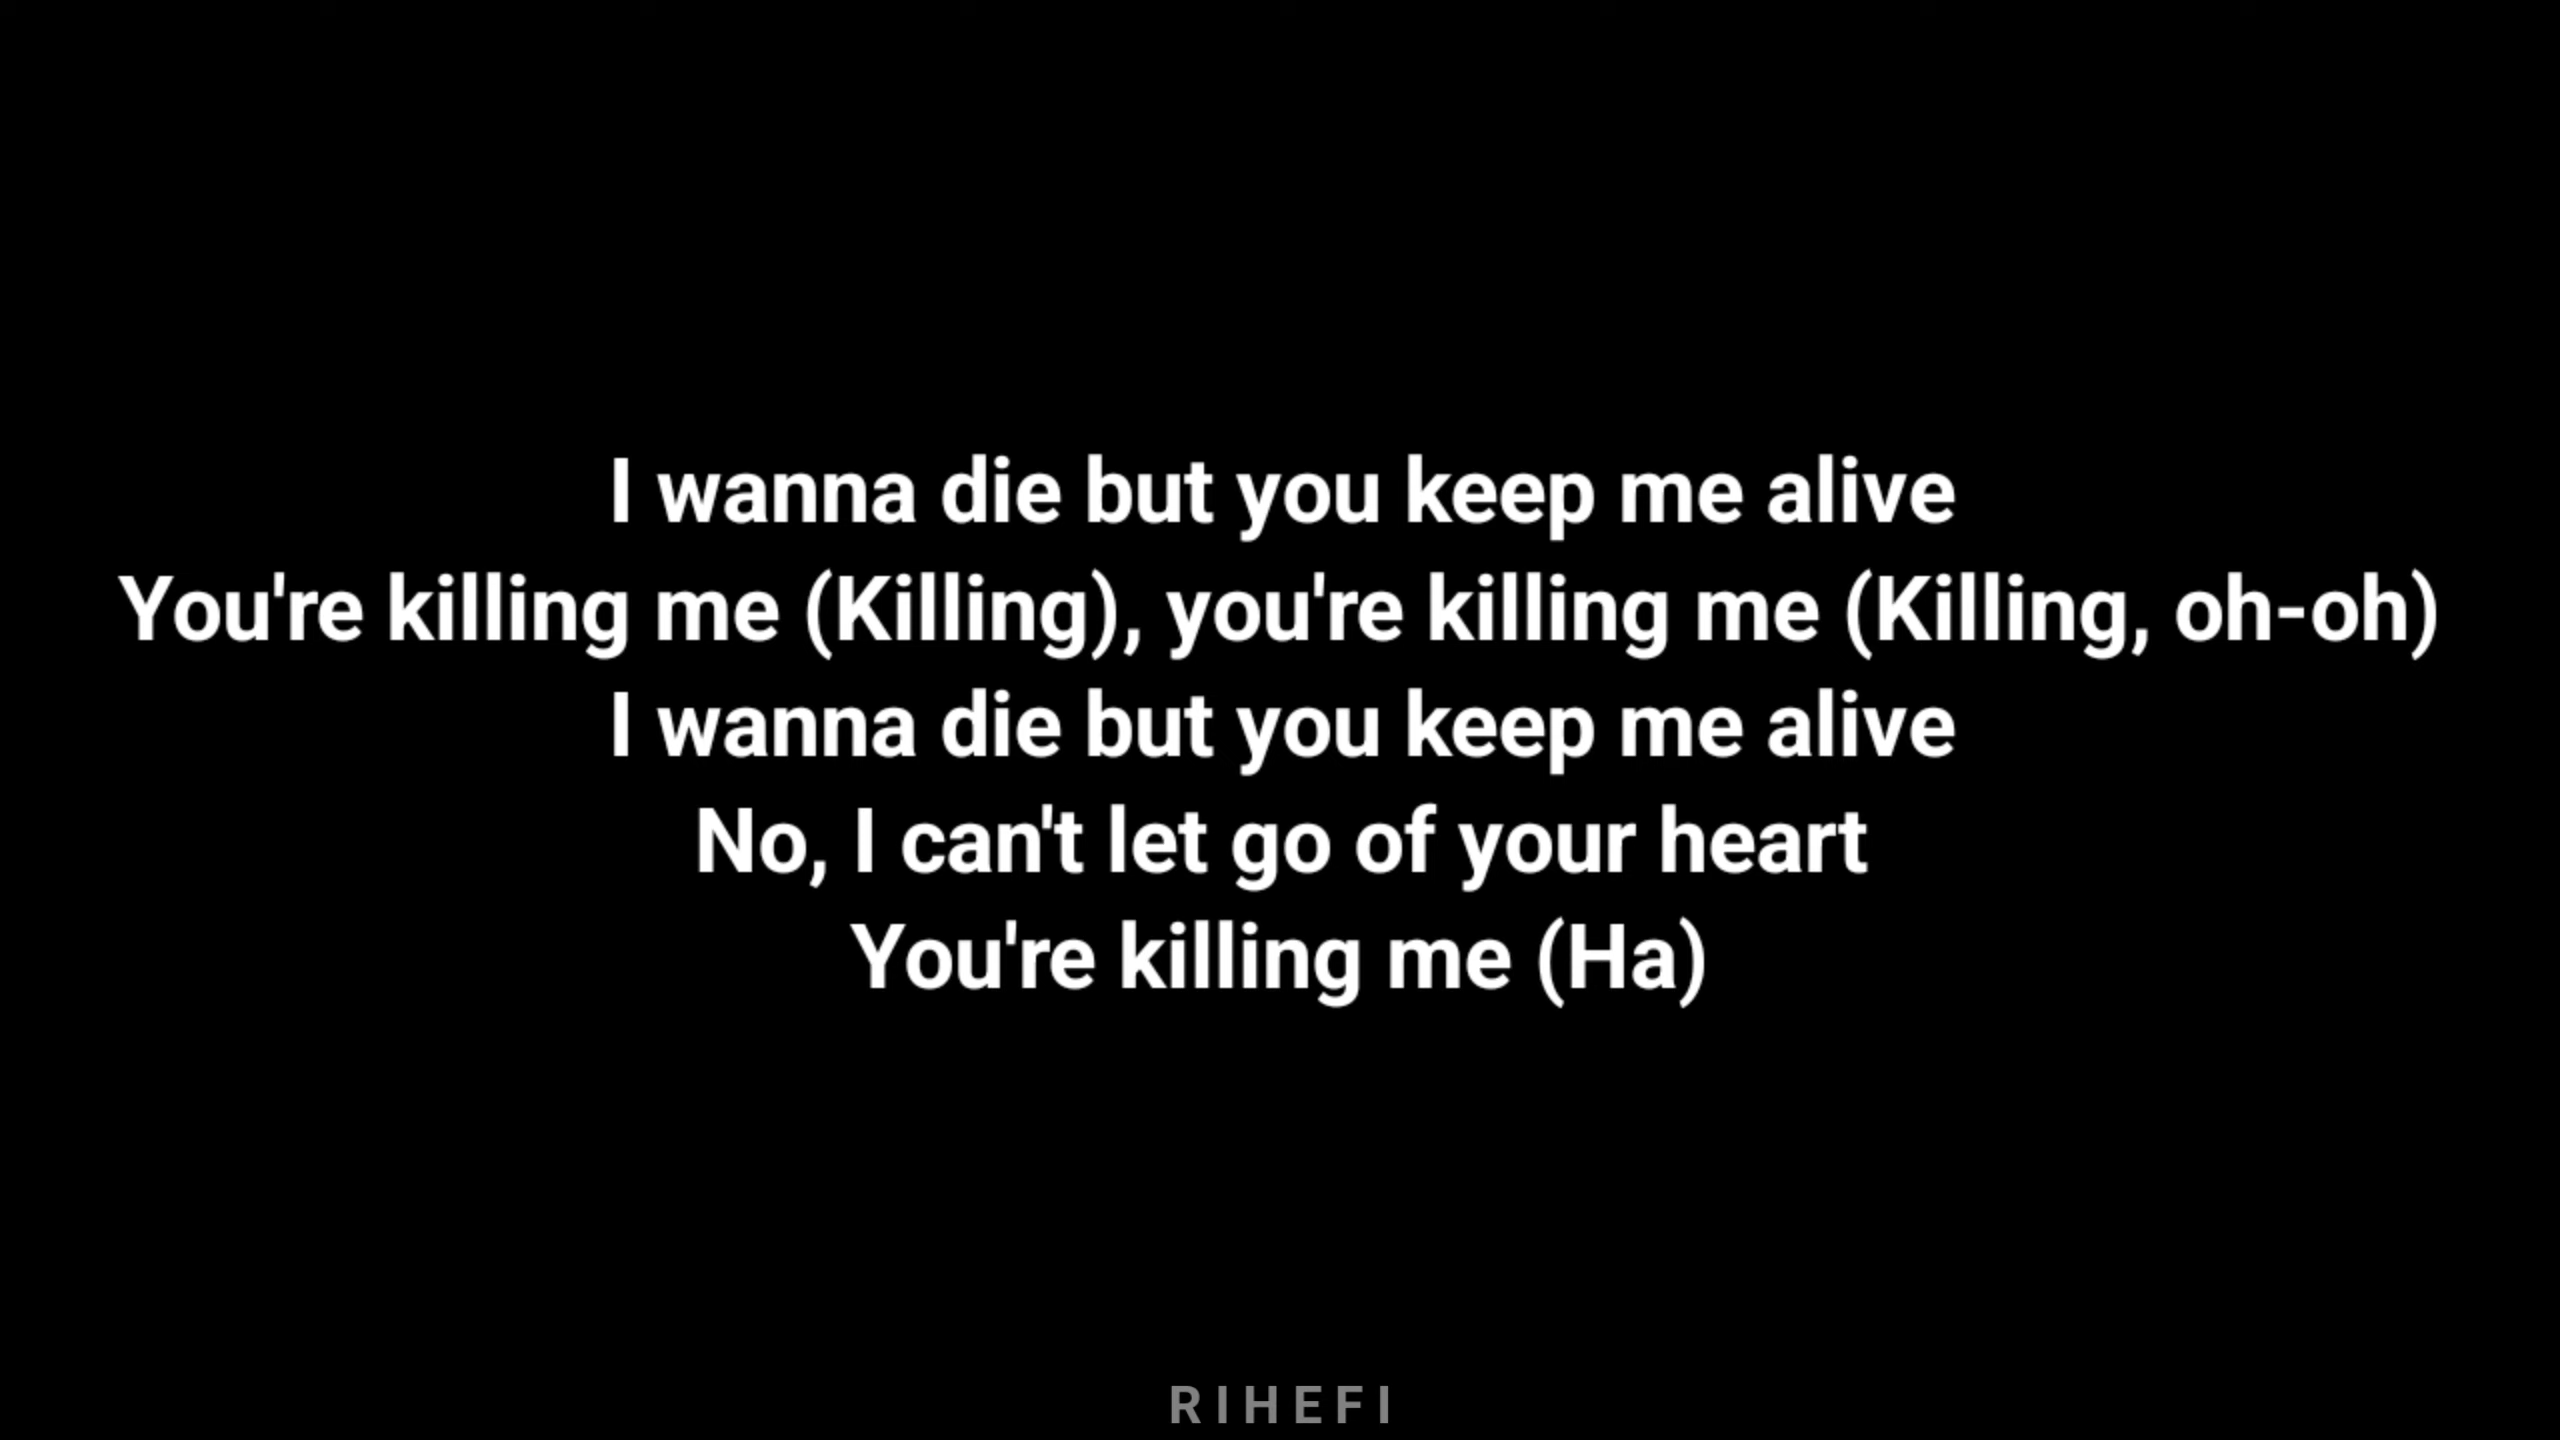 I wanna die but you keep me alive
You're killing me (Killing), you're killing me (Killing, oh-oh)
I wanna die but you keep me alive
No, I can't let go of your heart
You're killing me (Ha)
RIHEFI